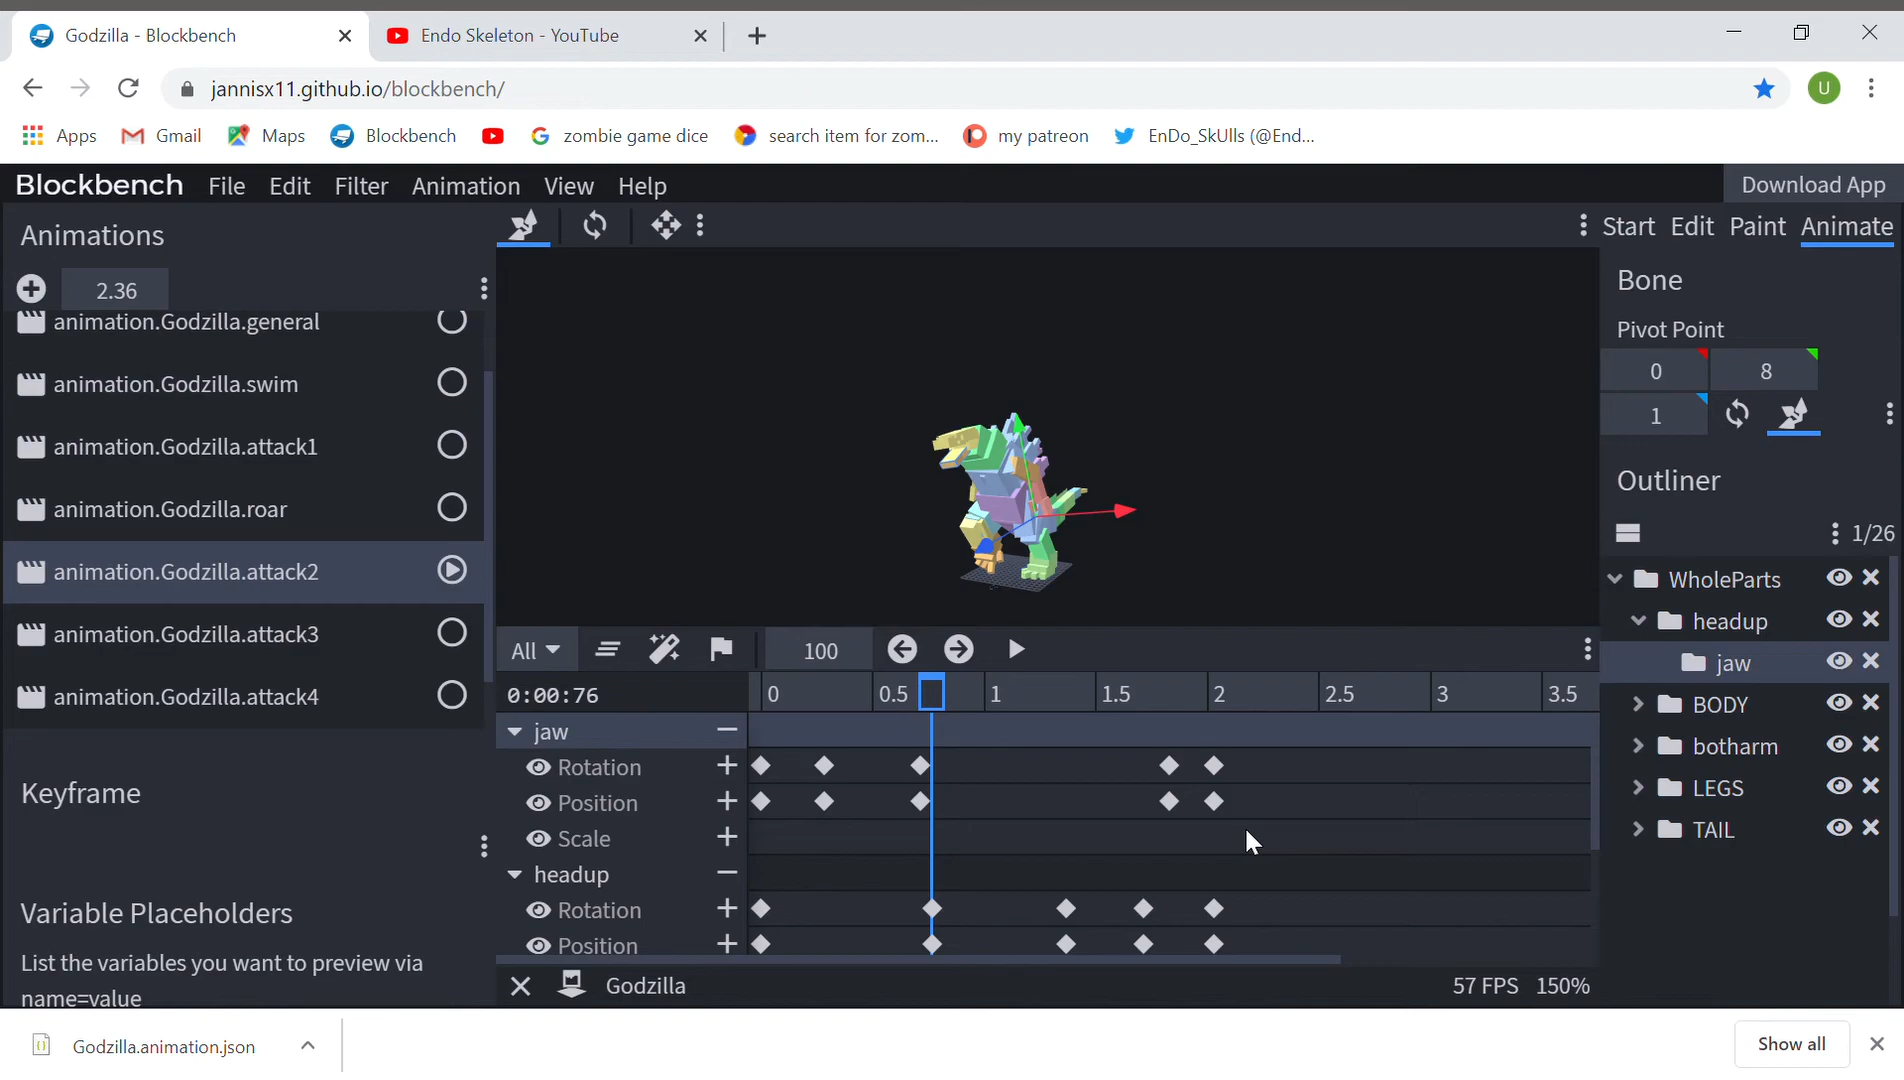 Godzilla - Blockbench
Endo Skeleton - YouTube
jannisx11.github.io/blockbench/
U
Apps
Gmail
Maps
Blockbench
zombie game dice
search item for zom...
my patreon
EnDo_SkUlls (@End...
Blockbench File Edit Filter Animation View Help
Download App
Animations
Start Edit Paint Animate
2.36
animation.Godzilla.general
animation.Godzilla.swim
animation.Godzilla.attack1
animation.Godzilla.roar
animation.Godzilla.attack2
animation.Godzilla.attack3
animation.Godzilla.attack4
Keyframe
Variable Placeholders
List the variables you want to preview via
name=value
All
100
0:00:76
0 0.5 1 1.5 2 2.5 3 3.5
jaw
Rotation
Position
Scale
headup
Rotation
Position
Godzilla
57 FPS 150%
Bone
Pivot Point
0 8
1
Outliner
1/26
WholeParts
headup
jaw
BODY
botharm
LEGS
TAIL
Godzilla.animation.json
Show all